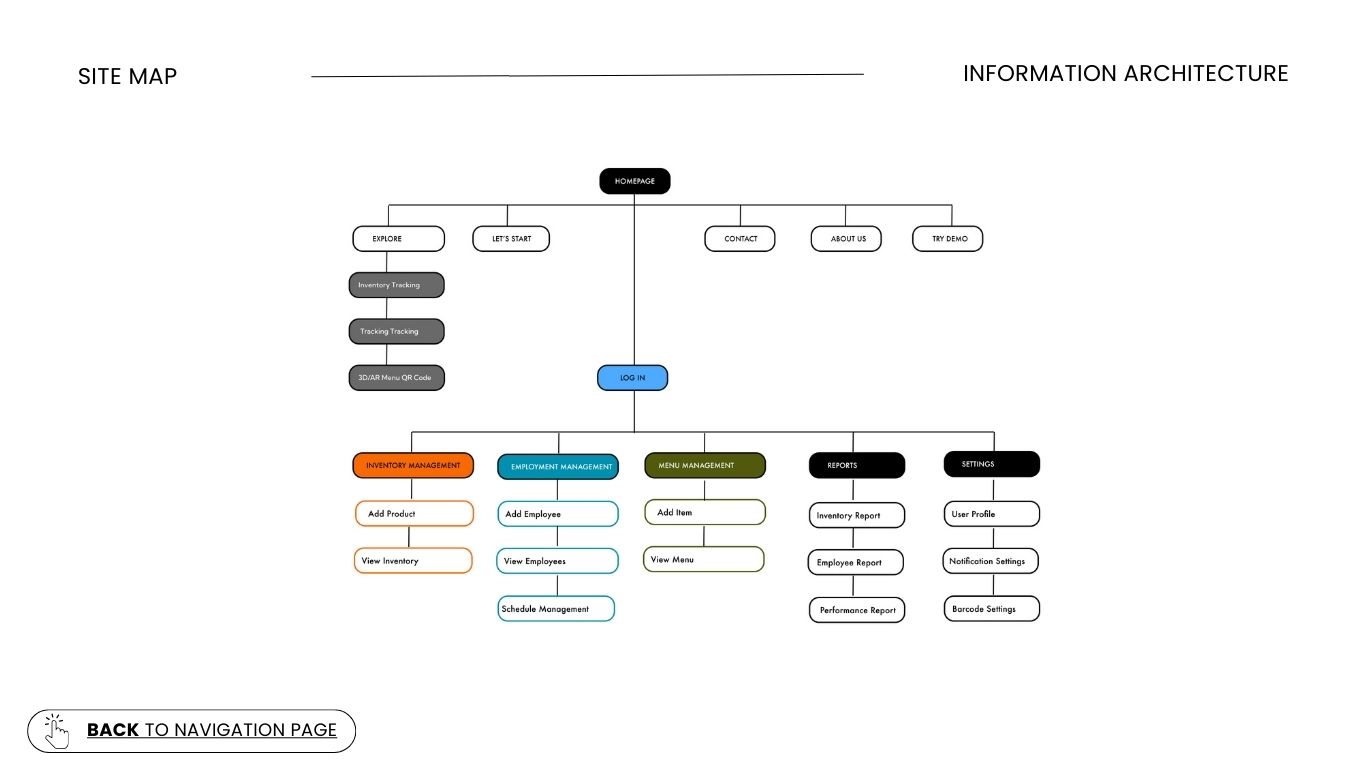 SITE MAP
INFORMATION ARCHITECTURE
HOMEPAGE
EXPLORE
LET'S START
CONTACT
ABOUT US
TRY DEMO
Inventory Tracking
Tracking Tracking
3D/AR Menu QR Code
LOG IN
INVENTORY MANAGEMENT
EMPLOYMENT MANAGEMENT
MENU MANAGEMENT
REPORTS
SETTINGS
Add Product
Add Employee
Add Item
Inventory Report
User Profile
View Inventory
View Employees
View Menu
Employee Report
Notification Settings
Schedule Management
Performance Report
Barcode Settings
BACK TO NAVIGATION PAGE